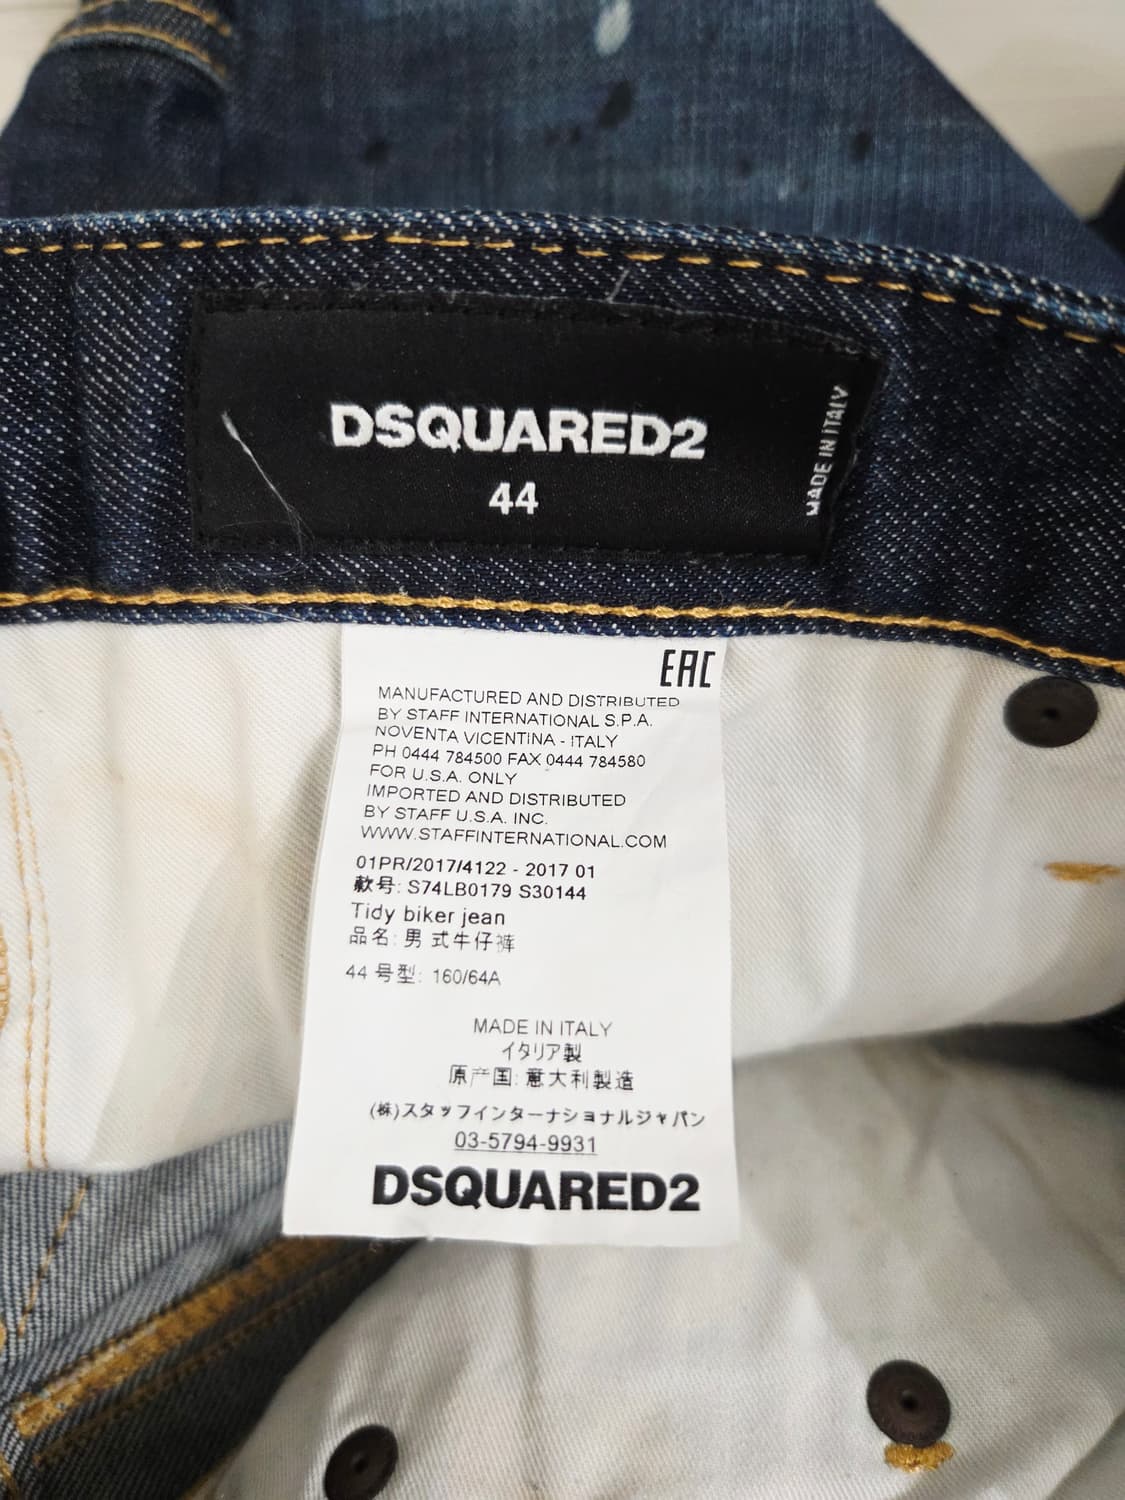 DSQUARED2
44
MADE IN ITALY
EAC
MANUFACTURED AND DISTRIBUTED
BY STAFF INTERNATIONAL S.P.A.
NOVENTA VICENTINA - ITALY
PH 0444 784500 FAX 0444 784580
FOR U.S.A. ONLY
IMPORTED AND DISTRIBUTED
BY STAFF U.S.A. INC.
WWW.STAFFINTERNATIONAL.COM
01PR/2017/4122 - 2017 01
款号: S74LB0179 S30144
Tidy biker jean
品名: 男 式牛仔裤
44 号型: 160/64A
MADE IN ITALY
イタリア製
原产国: 意大利製造
(株)スタッフインターナショナルジャパン
03-5794-9931
DSQUARED2